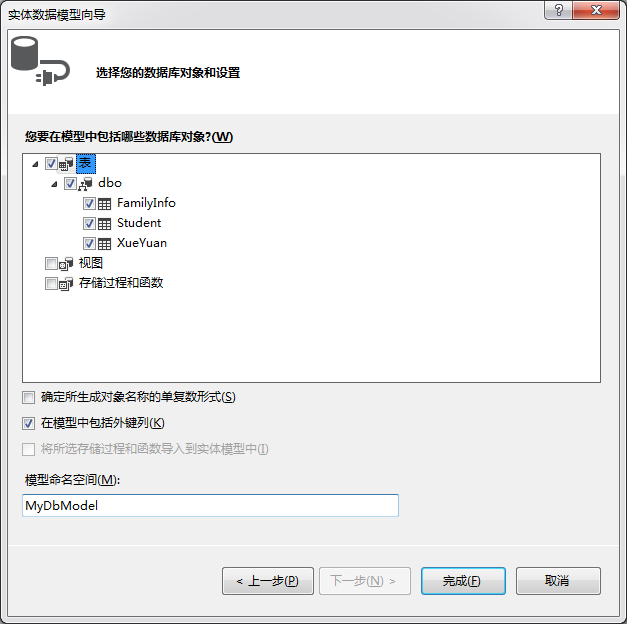 实体数据模型向导
选择您的数据库对象和设置
您要在模型中包括哪些数据库对象?(W)
表
dbo
FamilyInfo
Student
XueYuan
视图
存储过程和函数
确定所生成对象名称的单复数形式(S)
在模型中包括外键列(K)
将所选存储过程和函数导入到实体模型中(I)
模型命名空间(M):
MyDbModel
< 上一步(P) 下一步(N) > 完成(F) 取消